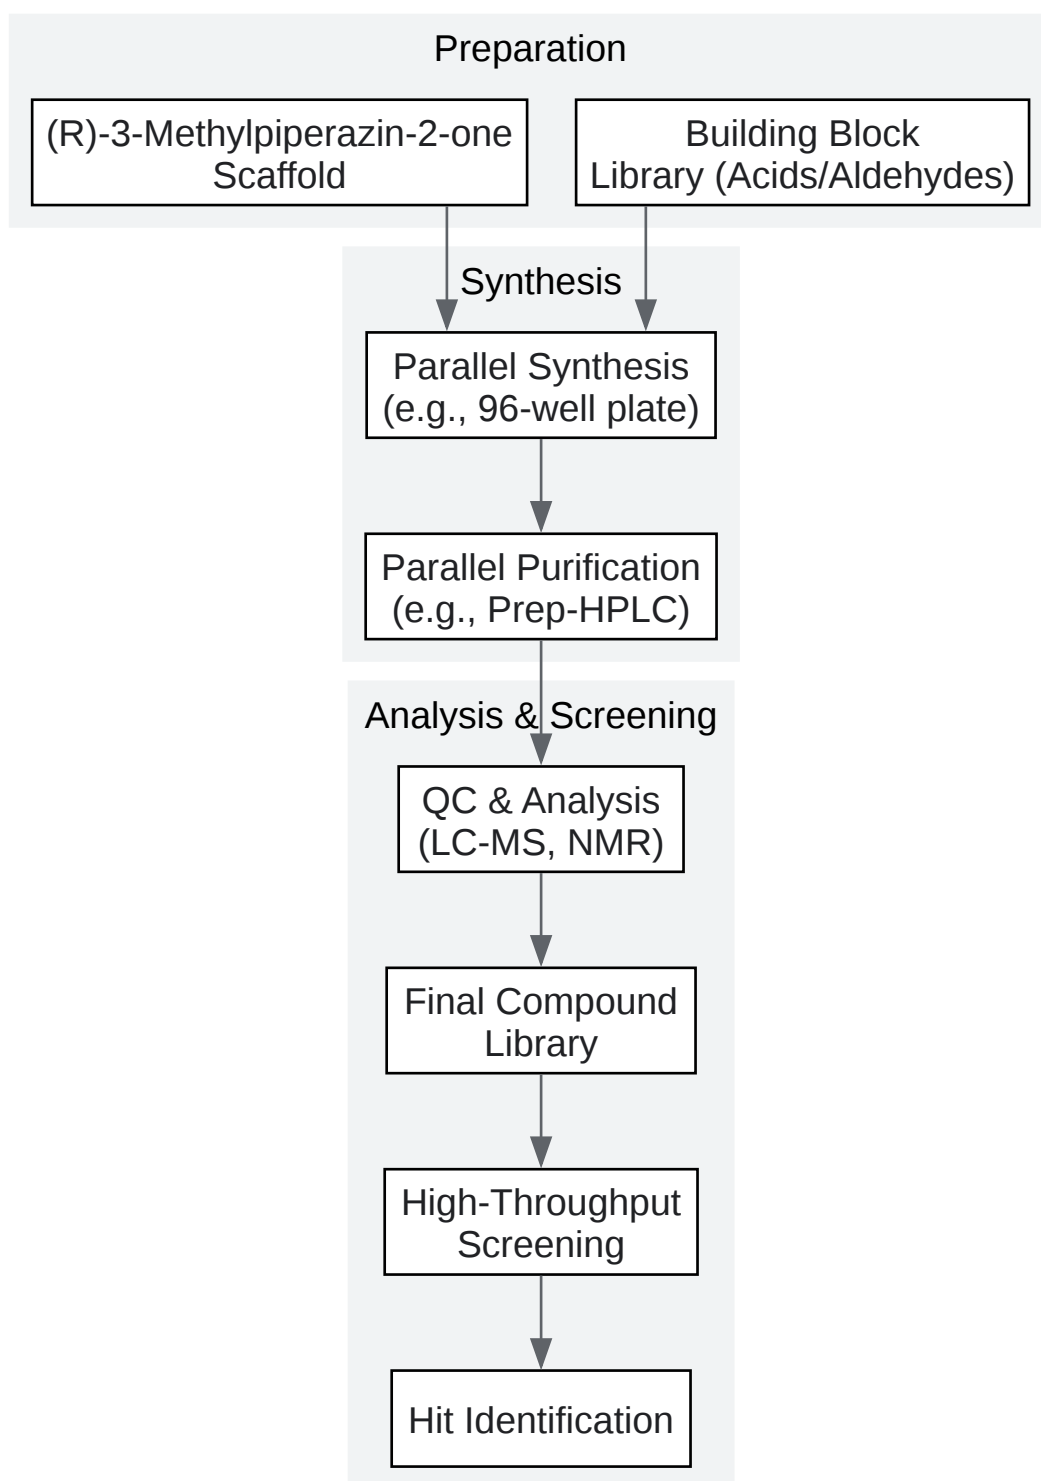 Preparation
(R)-3-Methylpiperazin-2-one
Scaffold
Building Block
Library (Acids/Aldehydes)
Synthesis
Parallel Synthesis
(e.g., 96-well plate)
Parallel Purification
(e.g., Prep-HPLC)
Analysis & Screening
QC & Analysis
(LC-MS, NMR)
Final Compound
Library
High-Throughput
Screening
Hit Identification